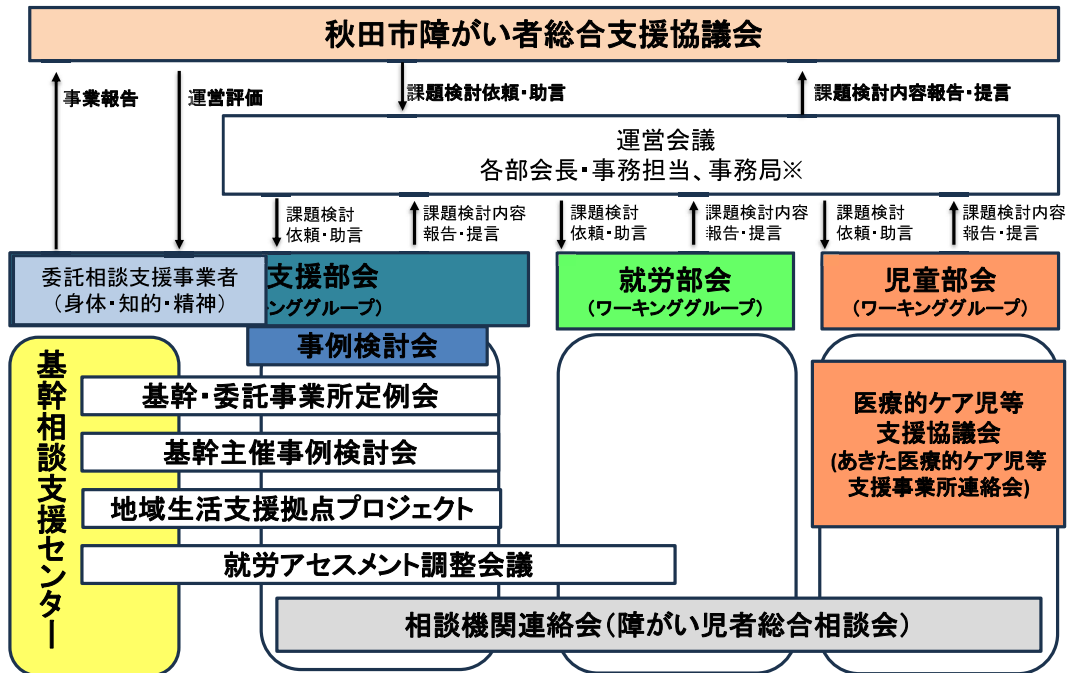 秋田市障がい者総合支援協議会
事業報告
運営評価
課題検討依頼・助言
課題検討内容報告・提言
運営会議
各部会長・事務担当、事務局※
課題検討
依頼・助言
課題検討内容
報告・提言
課題検討
依頼・助言
課題検討内容
報告・提言
課題検討
依頼・助言
課題検討内容
報告・提言
委託相談支援事業者
（身体・知的・精神）
支援部会
ンググループ）
就労部会
（ワーキンググループ）
児童部会
（ワーキンググループ）
事例検討会
基幹相談支援センター
基幹・委託事業所定例会
基幹主催事例検討会
地域生活支援拠点プロジェクト
就労アセスメント調整会議
相談機関連絡会（障がい児者総合相談会）
医療的ケア児等
支援協議会
(あきた医療的ケア児等
支援事業所連絡会)